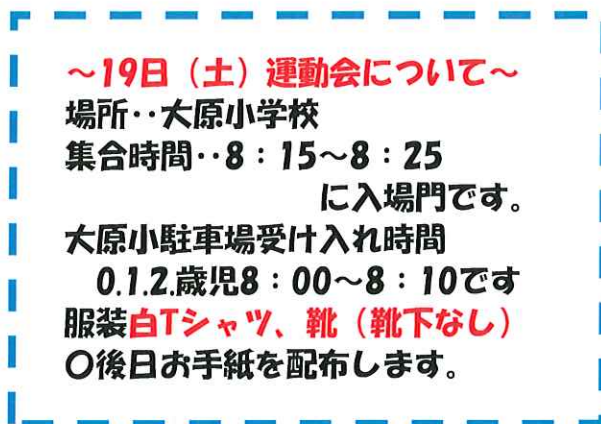 ～19日（土）運動会について～
場所‥大原小学校
集合時間‥8：15～8：25
に入場門です。
大原小駐車場受け入れ時間
0.1.2.歳児8：00～8：10です
服装白Tシャツ、靴（靴下なし）
○後日お手紙を配布します。